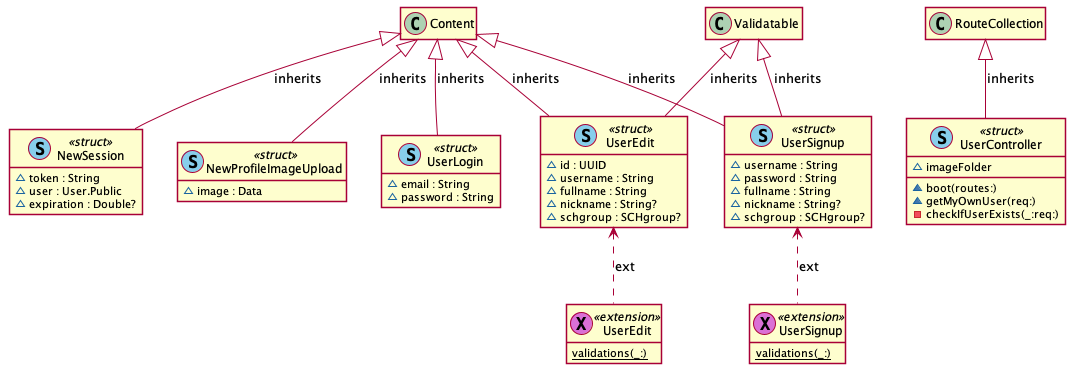 C Content
C Validatable
C RouteCollection
inherits
inherits
inherits
inherits
inherits
inherits
inherits
inherits
S «struct»
NewSession
token : String
user : User.Public
expiration : Double?
S «struct»
NewProfileImageUpload
image : Data
S «struct»
UserLogin
email : String
password : String
S «struct»
UserEdit
id : UUID
username : String
fullname : String
nickname : String?
schgroup : SCHgroup?
S «struct»
UserSignup
username : String
password : String
fullname : String
nickname : String?
schgroup : SCHgroup?
S «struct»
UserController
imageFolder
boot(routes:)
getMyOwnUser(req:)
checkIfUserExists(_:req:)
ext
ext
X «extension»
UserEdit
validations(_:)
X «extension»
UserSignup
validations(_:)